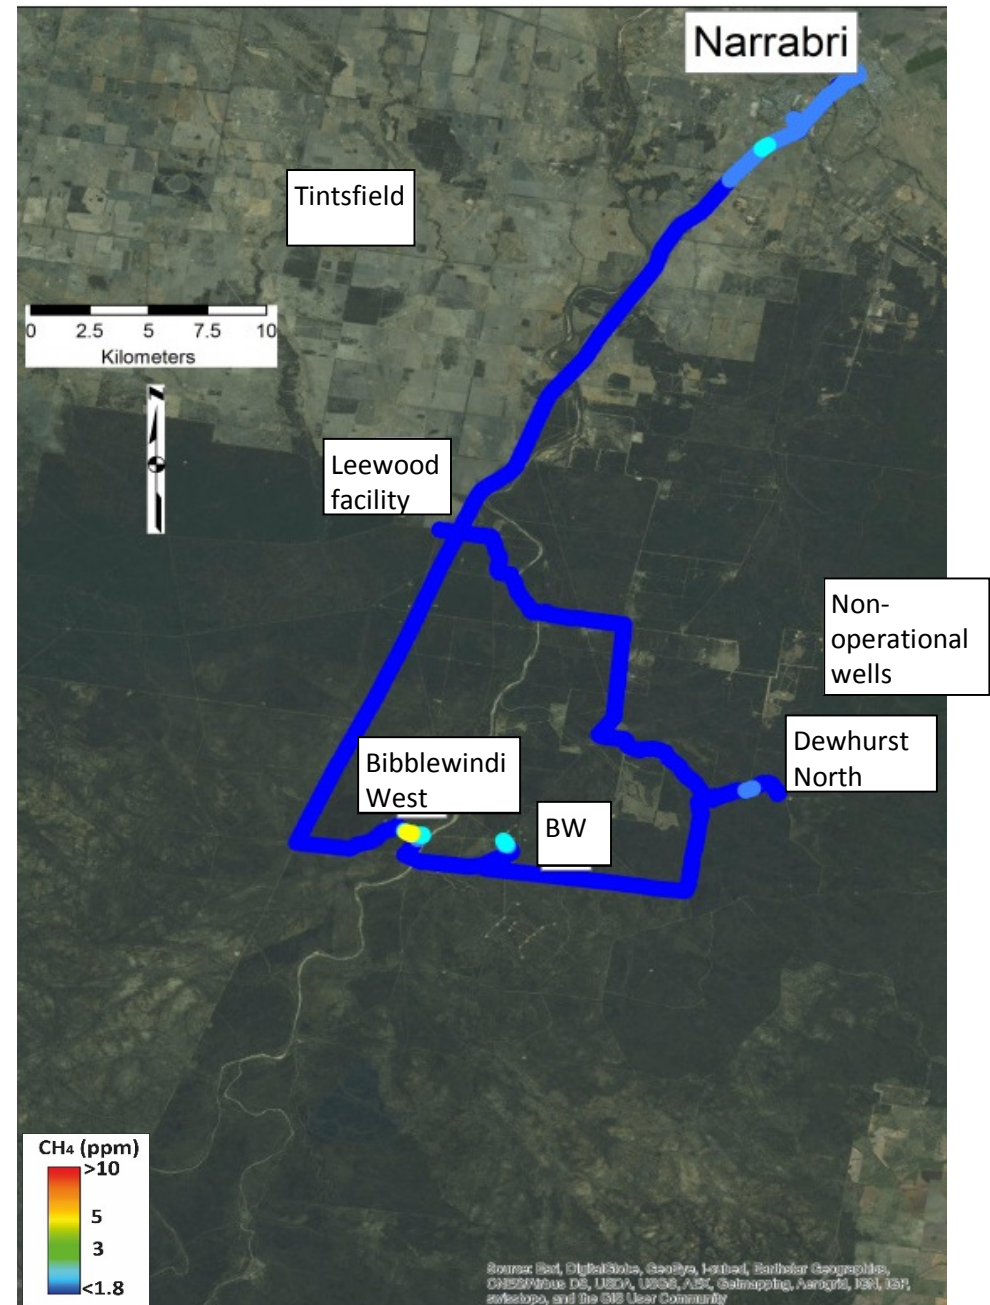 Narrabri
Tintsfield
0 2.5 5 7.5 10
Kilometers
N
Leewood
facility
Non-
operational
wells
Dewhurst
North
Bibblewindi
West
BW
CH₄ (ppm)
>10
5
3
<1.8
Source: Esri, DigitalGlobe, GeoEye, i-cubed, Earthstar Geographics,
CNES/Airbus DS, USDA, USGS, AEX, Getmapping, Aerogrid, IGN, IGP,
swisstopo, and the GIS User Community